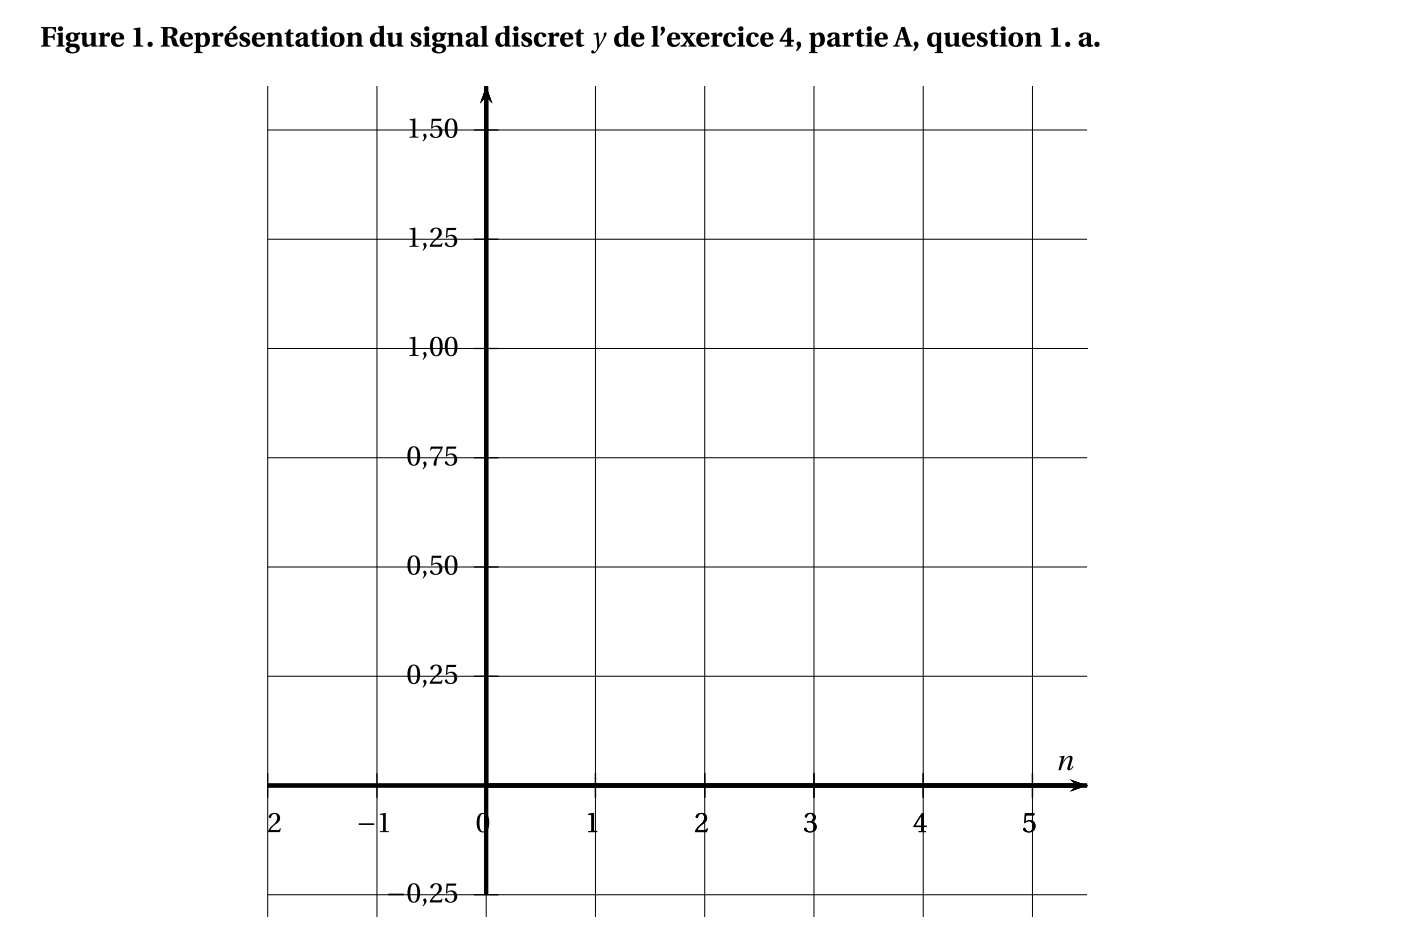 Figure 1. Représentation du signal discret y de l'exercice 4, partie A, question 1. a.
1,50
1,25
1,00
0,75
0,50
0,25
n
2 −1 0 1 2 3 4 5
−0,25